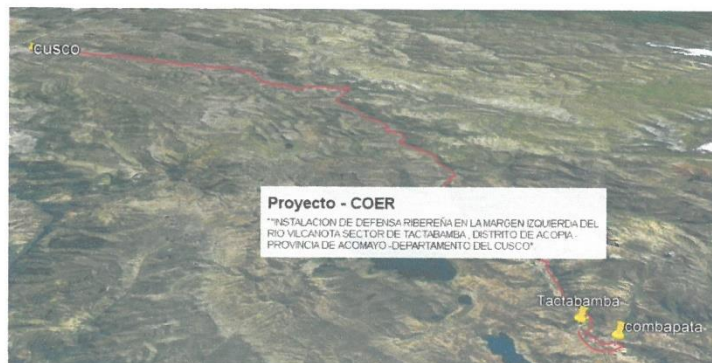 cusco
Proyecto - COER
"INSTALACION DE DEFENSA RIBEREÑA EN LA MARGEN IZQUIERDA DEL
RIO VILCANOTA SECTOR DE TACTABAMBA , DISTRITO DE ACOPIA -
PROVINCIA DE ACOMAYO -DEPARTAMENTO DEL CUSCO"
Tactabamba
combapata